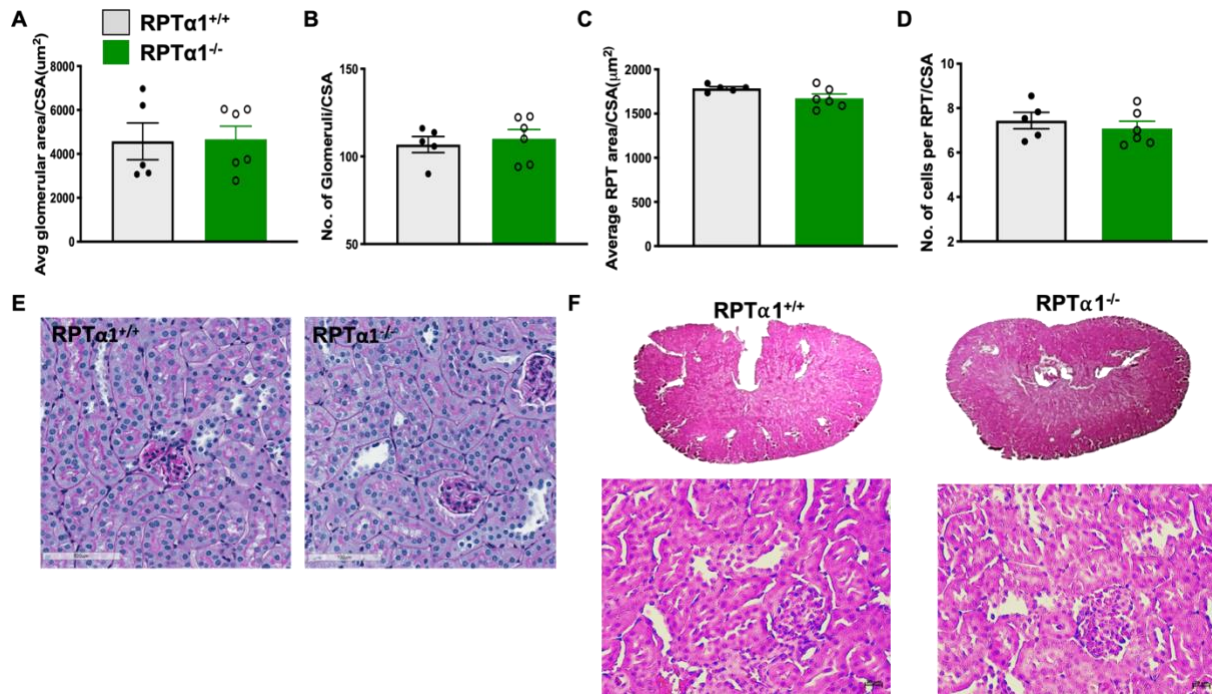 A
RPTα1+/+
RPTα1-/-
Avg glomerular area/CSA(um²)
8000
6000
4000
2000
0
B
No. of Glomeruli/CSA
150
100
50
C
Average RPT area/CSA(μm²)
2000
1500
1000
500
0
D
No. of cells per RPT/CSA
10
8
6
4
2
E
RPTα1+/+
RPTα1-/-
F
RPTα1+/+
RPTα1-/-